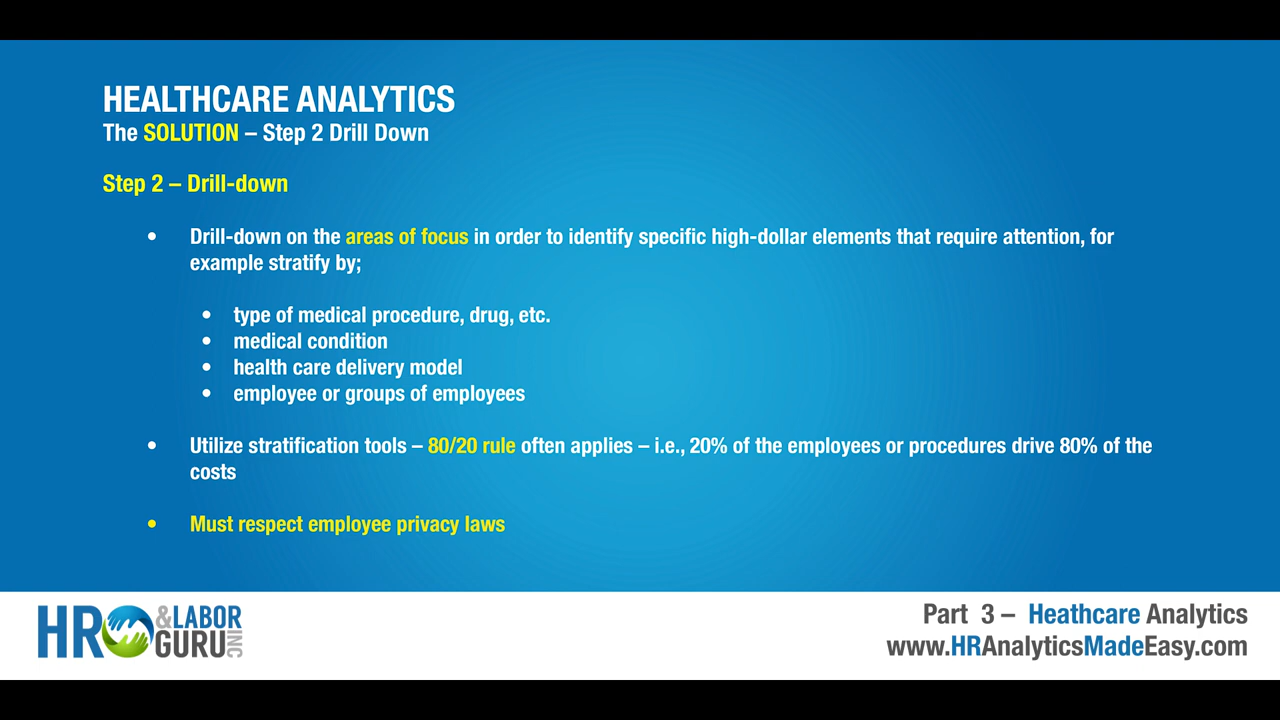 HEALTHCARE ANALYTICS
The SOLUTION – Step 2 Drill Down
Step 2 – Drill-down
• Drill-down on the areas of focus in order to identify specific high-dollar elements that require attention, for
example stratify by;
• type of medical procedure, drug, etc.
• medical condition
• health care delivery model
• employee or groups of employees
• Utilize stratification tools – 80/20 rule often applies – i.e., 20% of the employees or procedures drive 80% of the
costs
• Must respect employee privacy laws
HR &LABOR
GURU INC
Part 3 – Heathcare Analytics
www.HRAnalyticsMadeEasy.com